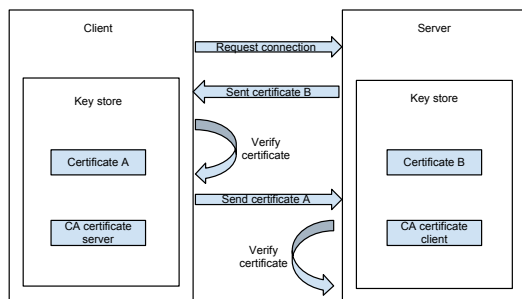 Client
Server
Request connection
Key store
Sent certificate B
Key store
Verify
certificate
Certificate A
Certificate B
Send certificate A
CA certificate
server
CA certificate
client
Verify
certificate